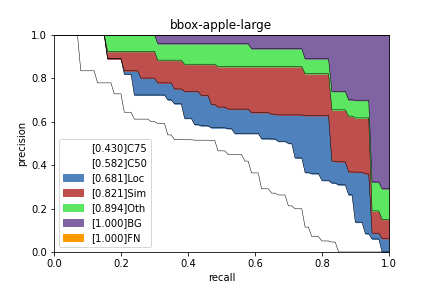 bbox-apple-large
1.0
0.8
0.6
0.4
0.2
0.0
precision
[0.430]C75
[0.582]C50
[0.681]Loc
[0.821]Sim
[0.894]Oth
[1.000]BG
[1.000]FN
0.0 0.2 0.4 0.6 0.8 1.0
recall